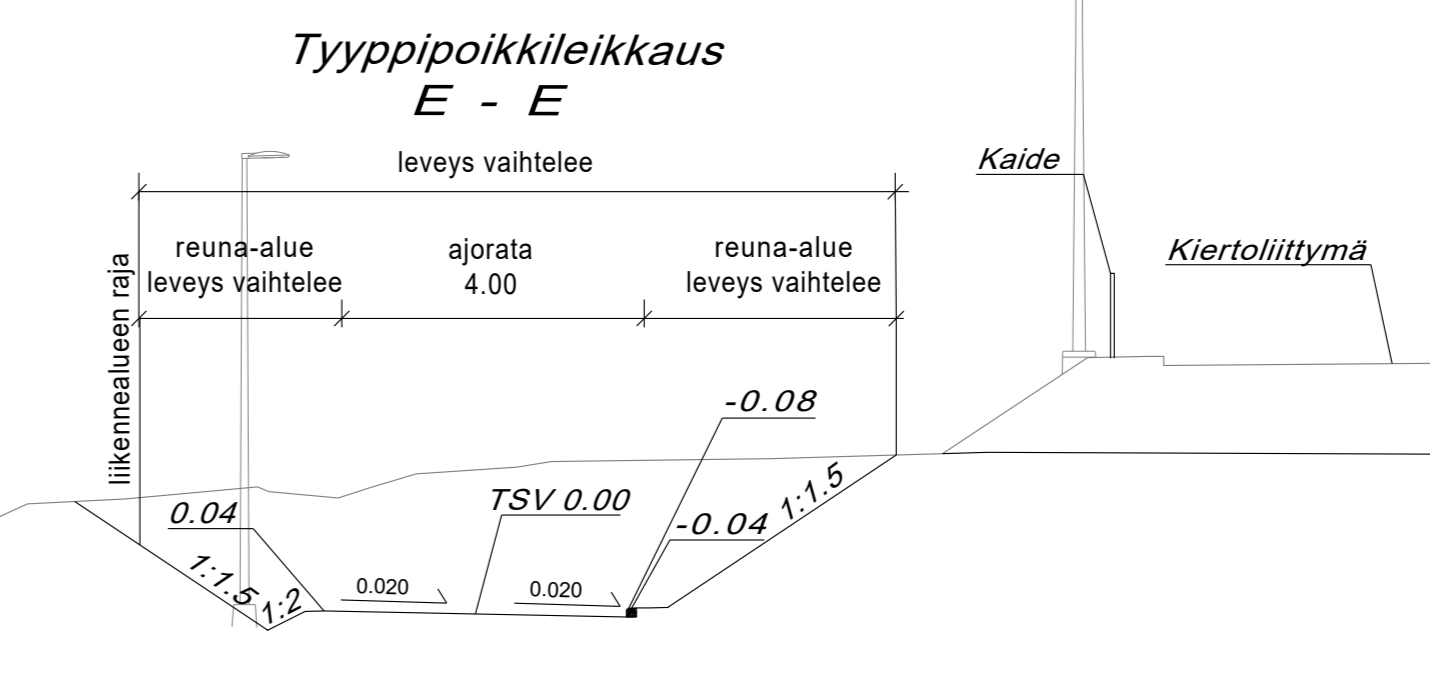 Tyyppipoikkileikkaus
E - E
leveys vaihtelee
Kaide
Kiertoliittymä
liikennealueen raja
reuna-alue
leveys vaihtelee
ajorata
4.00
reuna-alue
leveys vaihtelee
-0.08
TSV 0.00
0.04
-0.04
1:1.5
1:1.5
1:2
0.020
0.020